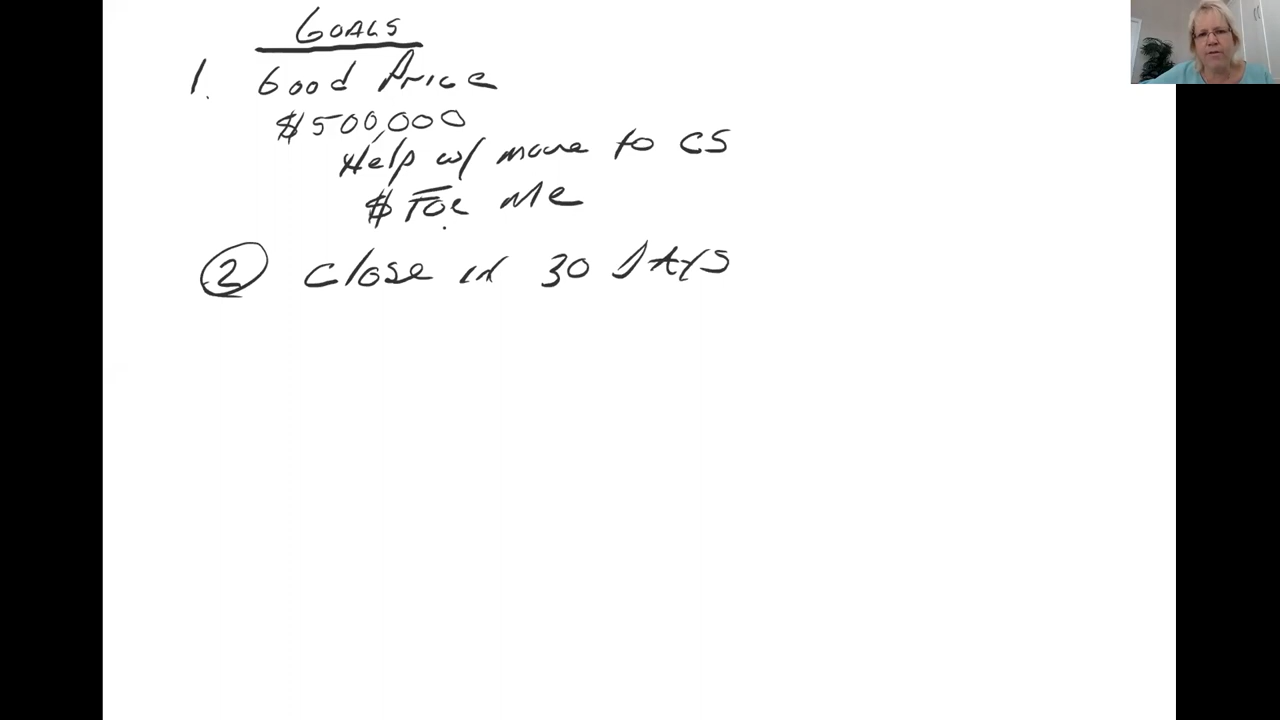 GOALS
1. Good Price
$500,000
Help w/ move to CS
$ FOR Me
2 Close in 30 DAYS